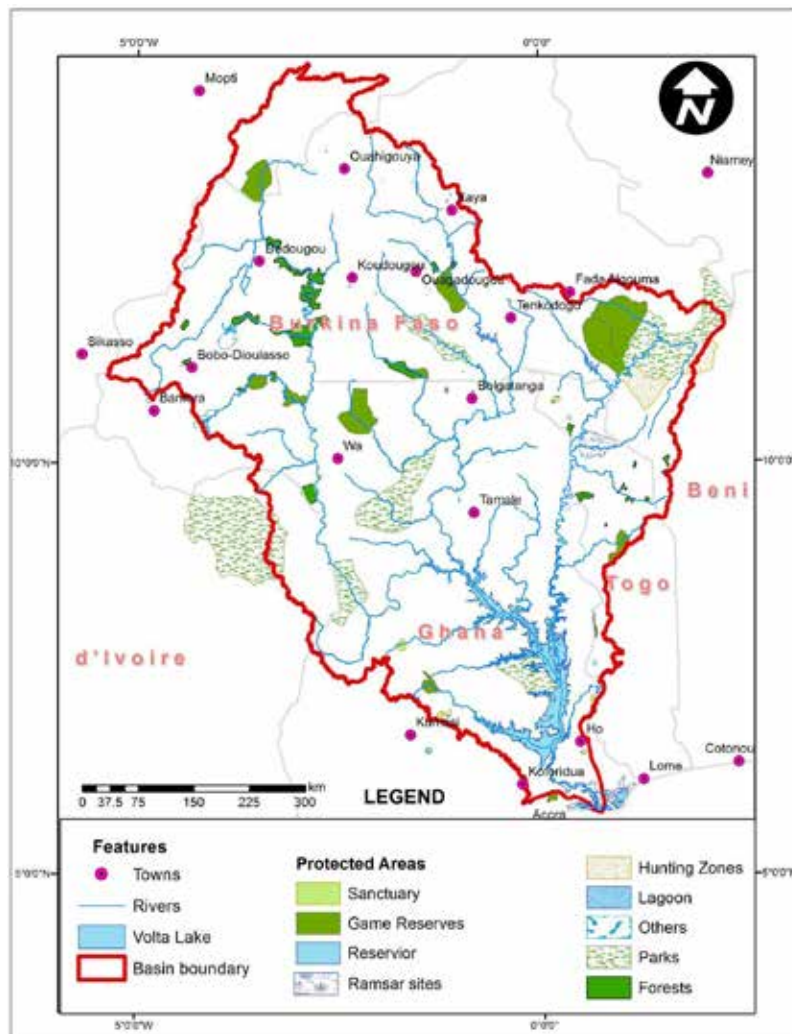 5°0'0"W
0°0'0"
N
Mopti
Ouahigouya
Niamey
Kaya
Dedougou
Koudougou
Ouagadougou
Fada-Ngouma
Tenkodogo
Burkina Faso
Sikasso
Bobo-Dioulasso
Banfora
Bolgatanga
Wa
10°0'0"N
10°0'0"
Beni
Tamale
Togo
Ghana
d'Ivoire
Kumasi
Ho
Cotonou
Lome
Koforidua
Accra
km
0 37.5 75 150 225 300
LEGEND
Features
Towns
Rivers
Volta Lake
Basin boundary
Protected Areas
Sanctuary
Game Reserves
Reservior
Ramsar sites
Hunting Zones
Lagoon
Others
Parks
Forests
5°0'0"N
5°0'0"W
0°0'0"